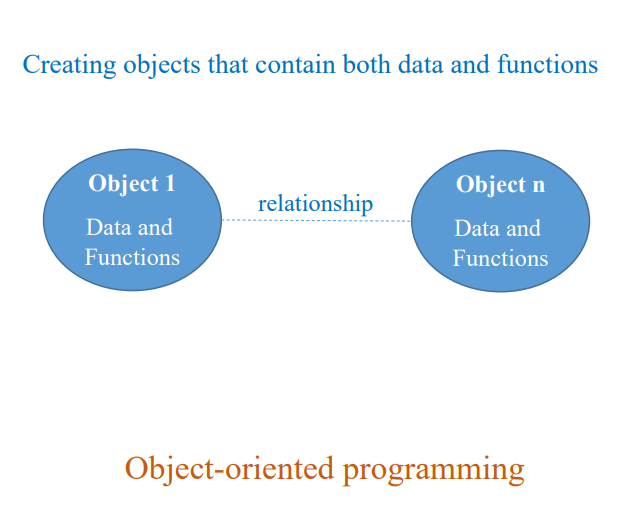 Creating objects that contain both data and functions
Object 1
Data and
Functions
relationship
Object n
Data and
Functions
Object-oriented programming